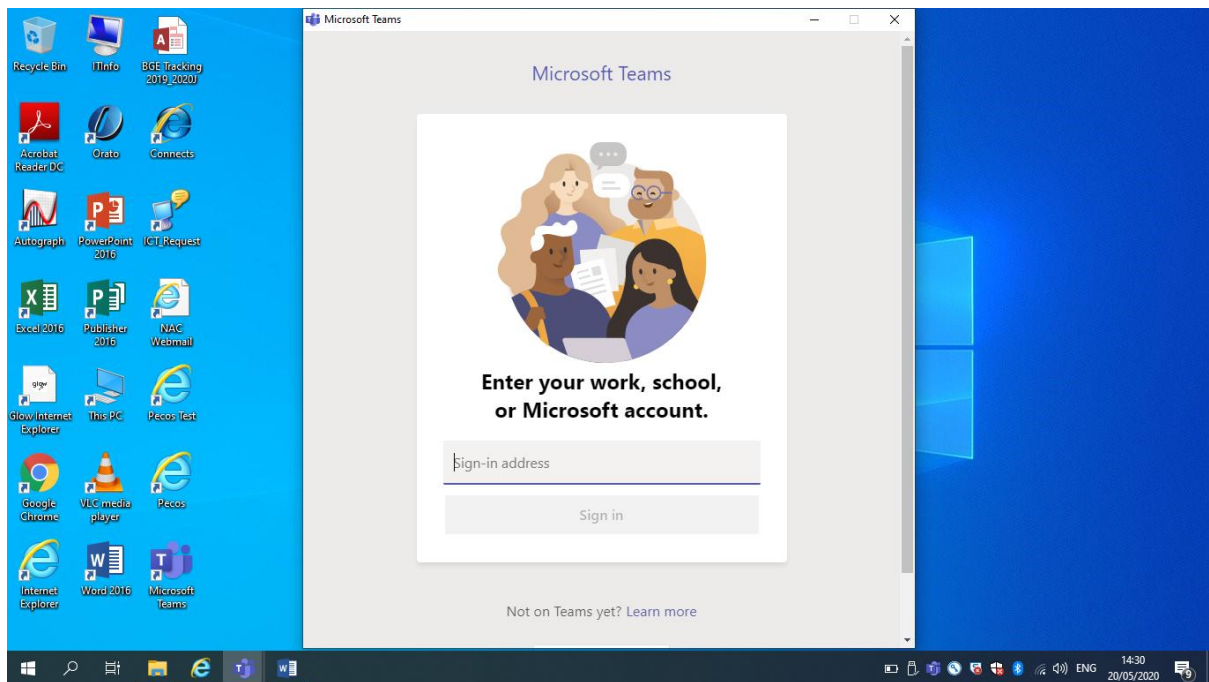 Microsoft Teams
Recycle Bin
ITInfo
BGE Tracking
2019_2020J
Acrobat
Reader DC
Orato
Connects
Autograph
PowerPoint
2016
ICT_Request
Excel 2016
Publisher
2016
NAC
Webmail
glow
Glow Internet
Explorer
This PC
Pecos Test
Google
Chrome
VLC media
player
Pecos
Internet
Explorer
Word 2016
Microsoft
Teams
Microsoft Teams
Enter your work, school,
or Microsoft account.
Sign-in address
Sign in
Not on Teams yet? Learn more
ENG
14:30
20/05/2020
9